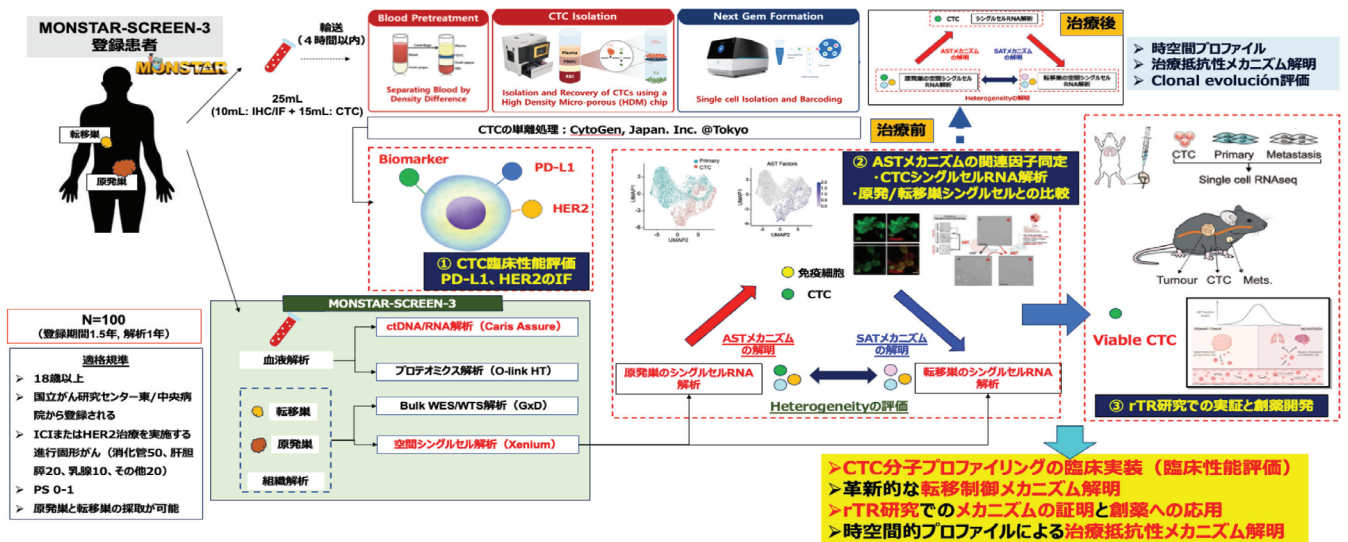 MONSTAR-SCREEN-3
登録患者
MONSTAR
転移巣
原発巣
輸送
(4時間以内)
25mL
(10mL: IHC/IF + 15mL: CTC)
Blood Pretreatment
Separating Blood by
Density Difference
CTC Isolation
Plasma
PBMC
RBC
Isolation and Recovery of CTCs using a
High Density Micro-porous (HDM) chip
Next Gem Formation
Single cell Isolation and Barcoding
CTCの単離処理：CytoGen, Japan. Inc. @Tokyo
治療後
CTC
シングルセルRNA解析
ASTメカニズムの解明
SATメカニズムの解明
原発巣の空間シングルセル
RNA解析
転移巣の空間シングルセル
RNA解析
Heterogeneityの解明
➢ 時空間プロファイル
➢ 治療抵抗性メカニズム解明
➢ Clonal evolución評価
治療前
Biomarker
PD-L1
HER2
① CTC臨床性能評価
PD-L1、HER2のIF
Primary
CTC
UMAP1
UMAP2
AST Factors
UMAP1
UMAP2
② ASTメカニズムの関連因子同定
・CTCシングルセルRNA解析
・原発/転移巣シングルセルとの比較
免疫細胞
CTC
ASTメカニズム
の解明
SATメカニズム
の解明
原発巣のシングルセルRNA
解析
転移巣のシングルセルRNA
解析
Heterogeneityの評価
CTC Primary Metastasis
Single cell RNAseq
Tumour CTC Mets.
Viable CTC
③ rTR研究での実証と創薬開発
N=100
(登録期間1.5年, 解析1年)
適格規準
➢ 18歳以上
➢ 国立がん研究センター東/中央病
院から登録される
➢ ICIまたはHER2治療を実施する
進行固形がん（消化管50、肝胆
膵20、乳腺10、その他20）
➢ PS 0-1
➢ 原発巣と転移巣の採取が可能
MONSTAR-SCREEN-3
血液解析
ctDNA/RNA解析（Caris Assure）
プロテオミクス解析（O-link HT）
転移巣
原発巣
組織解析
Bulk WES/WTS解析（GxD）
空間シングルセル解析（Xenium）
➢CTC分子プロファイリングの臨床実装（臨床性能評価）
➢革新的な転移制御メカニズム解明
➢rTR研究でのメカニズムの証明と創薬への応用
➢時空間的プロファイルによる治療抵抗性メカニズム解明